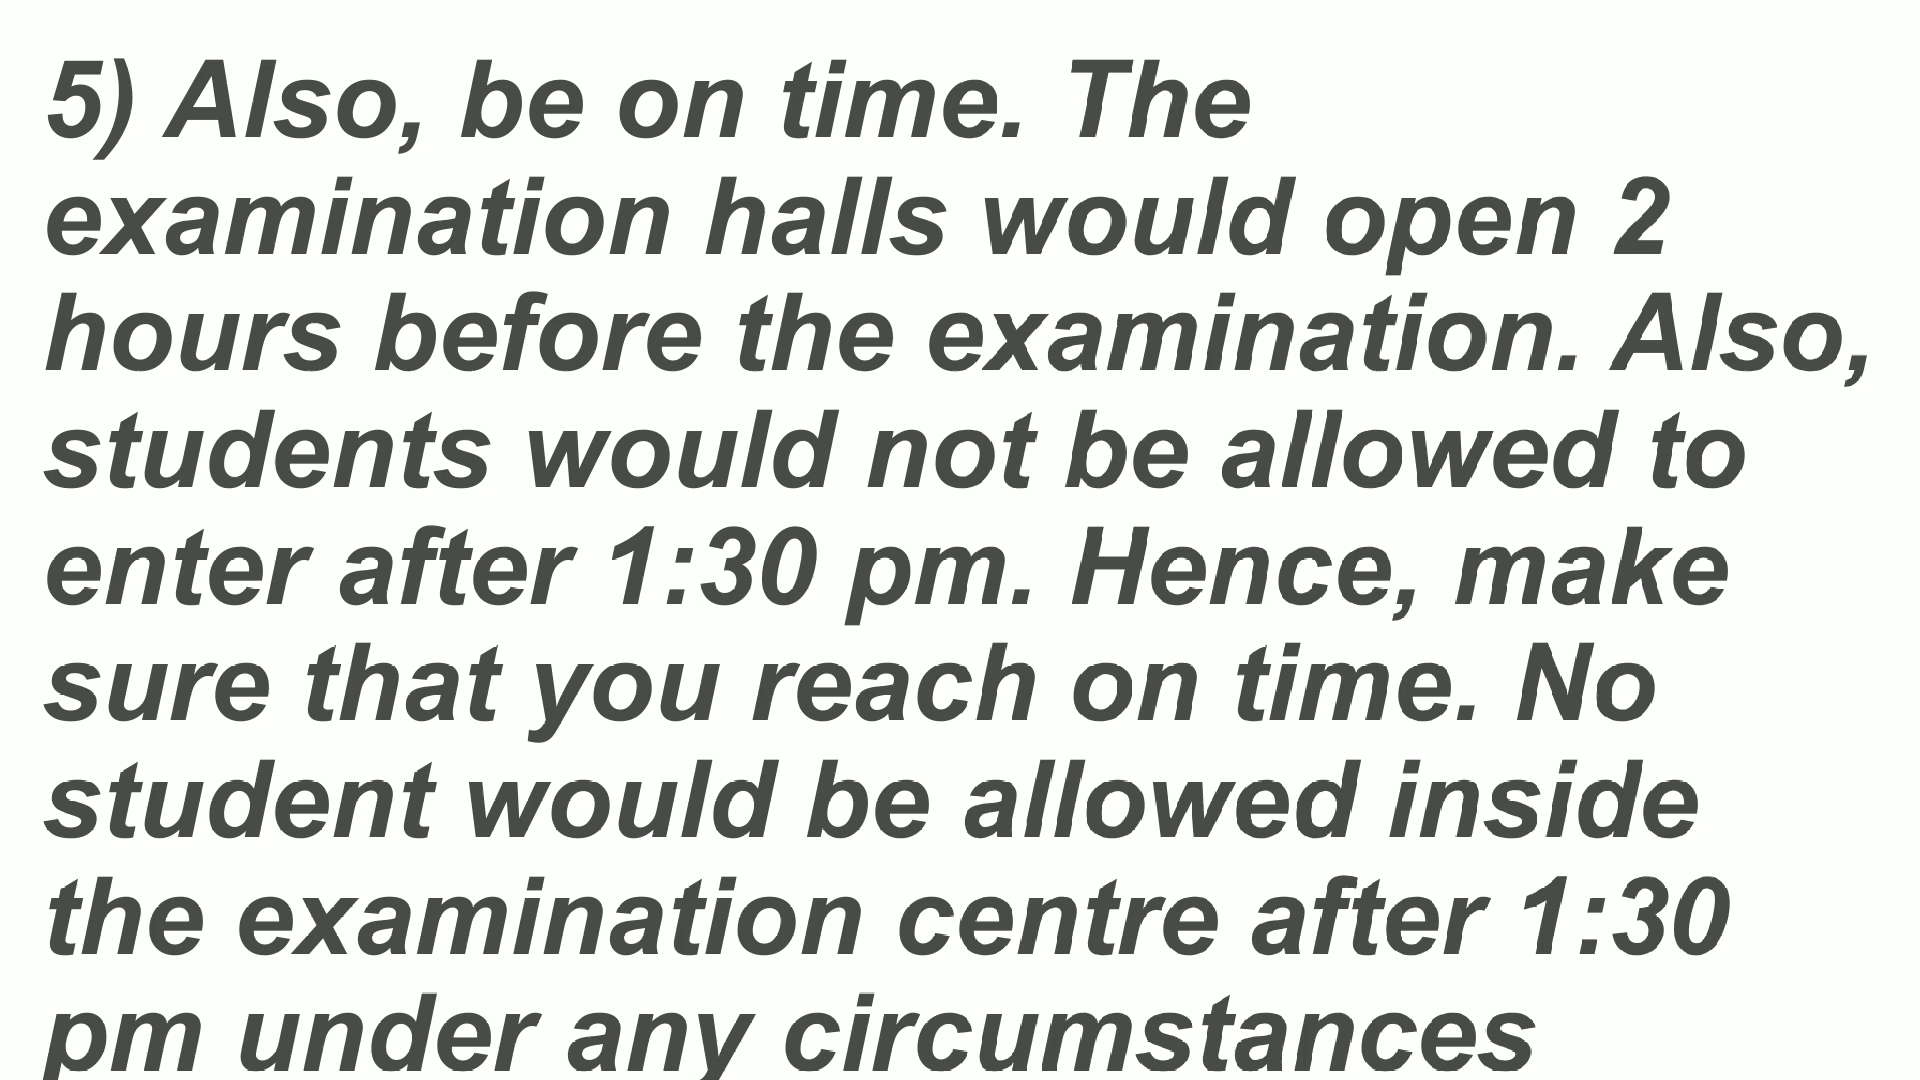 5) Also, be on time. The
examination halls would open 2
hours before the examination. Also,
students would not be allowed to
enter after 1:30 pm. Hence, make
sure that you reach on time. No
student would be allowed inside
the examination centre after 1:30
pm under any circumstances